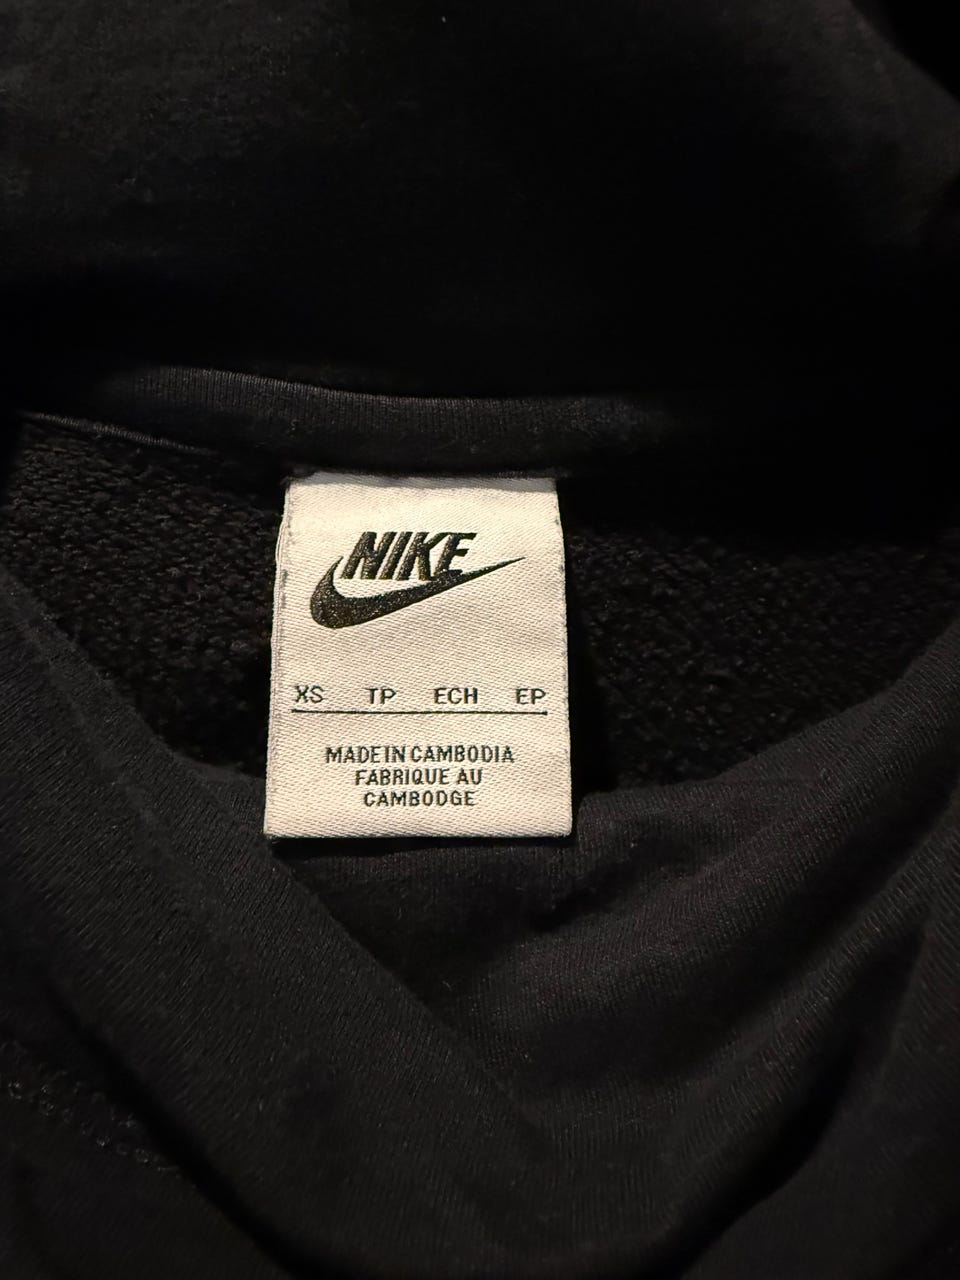 NIKE
XS TP ECH EP
MADE IN CAMBODIA
FABRIQUE AU
CAMBODGE